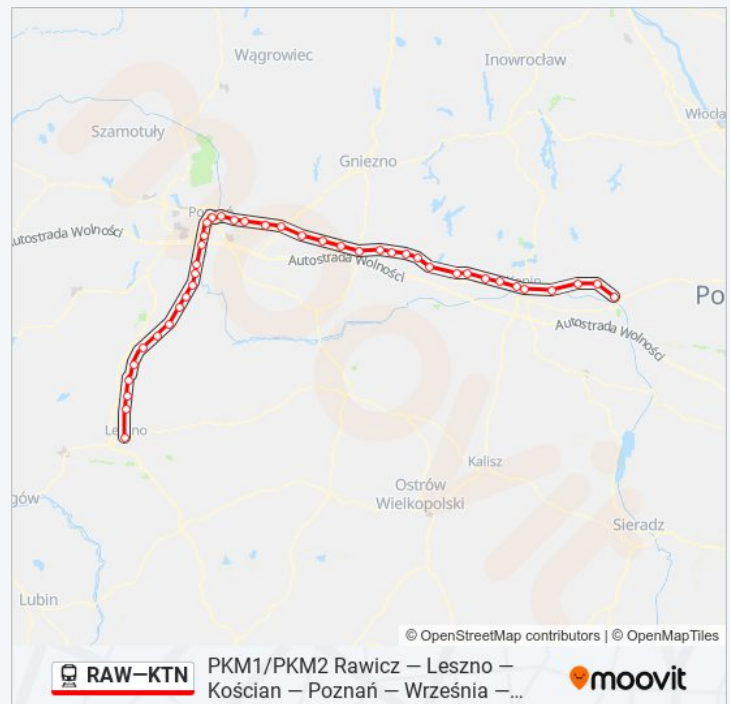 Wągrowiec
Inowrocław
Włocła
Szamotuły
Gniezno
Autostrada Wolności
Autostrada Wolności
Po
Autostrada Wolności
Leszno
Kalisz
Ostrów
Wielkopolski
gów
Sieradz
Lubin
© OpenStreetMap contributors | © OpenMapTiles
RAW–KTN
PKM1/PKM2 Rawicz – Leszno –
Kościan – Poznań – Września –...
moovit